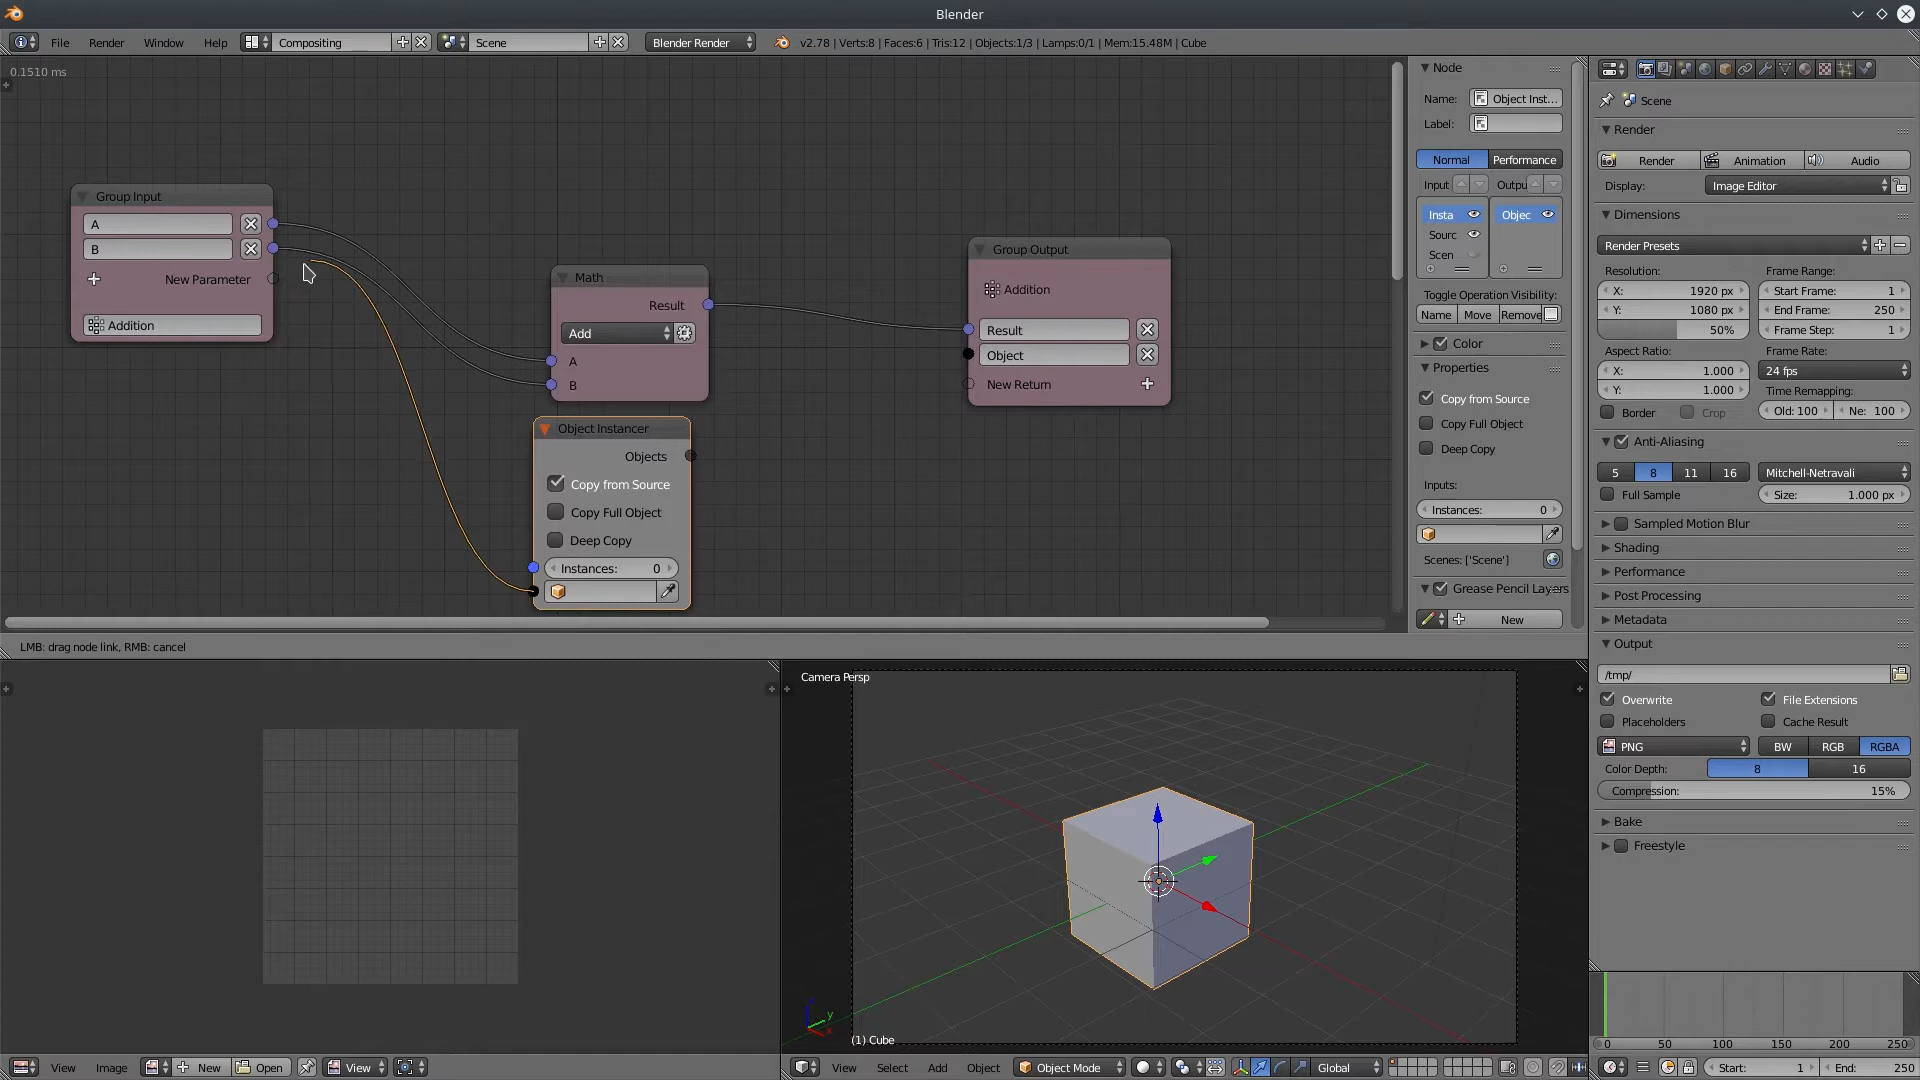 Blender
File Render Window Help Compositing Scene Blender Render v2.78 | Verts:8 | Faces:6 | Tris:12 | Objects:1/3 | Lamps:0/1 | Mem:15.48M | Cube
0.1510 ms
Group Input
A
B
New Parameter
Addition
Math
Result
Add
A
B
Object Instancer
Objects
Copy from Source
Copy Full Object
Deep Copy
Instances: 0
Group Output
Addition
Result
Object
New Return
LMB: drag node link, RMB: cancel
Node
Name: Object Inst...
Label:
Normal Performance
Input Outpu
Insta Objec
Sourc
Scen
Toggle Operation Visibility:
Name Move Remove
Color
Properties
Copy from Source
Copy Full Object
Deep Copy
Inputs:
Instances: 0
Scenes: ['Scene']
Grease Pencil Layers
New
Scene
Render
Render Animation Audio
Display: Image Editor
Dimensions
Render Presets
Resolution: Frame Range:
X: 1920 px Start Frame: 1
Y: 1080 px End Frame: 250
50% Frame Step: 1
Aspect Ratio: Frame Rate:
X: 1.000 24 fps
Y: 1.000 Time Remapping:
Border Crop Old: 100 Ne: 100
Anti-Aliasing
5 8 11 16 Mitchell-Netravali
Full Sample Size: 1.000 px
Sampled Motion Blur
Shading
Performance
Post Processing
Metadata
Output
/tmp/
Overwrite File Extensions
Placeholders Cache Result
PNG BW RGB RGBA
Color Depth: 8 16
Compression: 15%
Bake
Freestyle
Camera Persp
z
y
x
(1) Cube
0 50 100 150 200 250
View Image New Open View
View Select Add Object Object Mode Global
Start: 1 End: 250